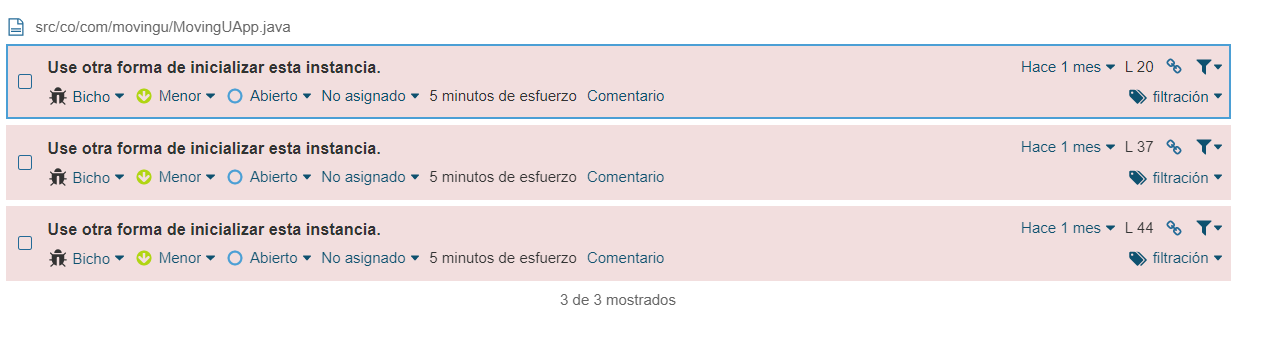 src/co/com/movingu/MovingUApp.java
Use otra forma de inicializar esta instancia. Hace 1 mes L 20
Bicho Menor Abierto No asignado 5 minutos de esfuerzo Comentario filtración
Use otra forma de inicializar esta instancia. Hace 1 mes L 37
Bicho Menor Abierto No asignado 5 minutos de esfuerzo Comentario filtración
Use otra forma de inicializar esta instancia. Hace 1 mes L 44
Bicho Menor Abierto No asignado 5 minutos de esfuerzo Comentario filtración
3 de 3 mostrados